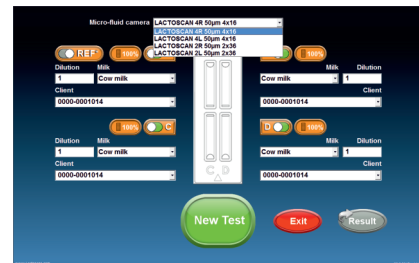 Micro-fluid camera LACTOSCAN 4R 50µm 4x16
LACTOSCAN 4R 50µm 4x16
LACTOSCAN 4L 50µm 4x16
LACTOSCAN 2R 50µm 2x36
LACTOSCAN 2L 50µm 2x36
REF 100% 100%
Dilution Milk Milk Dilution
1 Cow milk Cow milk 1
Client Client
0000-0001014 0000-0001014
100% C D 100%
Dilution Milk Milk Dilution
1 Cow milk Cow milk 1
Client Client
0000-0001014 0000-0001014
C D
New Test Exit Result